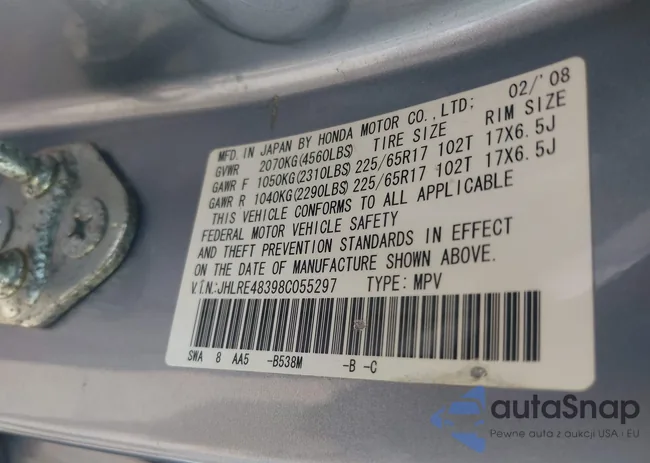 MFD. IN JAPAN BY HONDA MOTOR CO.,LTD; 02/'08
GVWR 2070KG(4560LBS) TIRE SIZE RIM SIZE
GAWR F 1050KG(2310LBS) 225/65R17 102T 17X6.5J
GAWR R 1040KG(2290LBS) 225/65R17 102T 17X6.5J
THIS VEHICLE CONFORMS TO ALL APPLICABLE
FEDERAL MOTOR VEHICLE SAFETY
AND THEFT PREVENTION STANDARDS IN EFFECT
ON THE DATE OF MANUFACTURE SHOWN ABOVE.
V.I.N.:JHLRE48398C055297 TYPE: MPV
SWA 8 AA5 -B538M -B -C
autaSnap
Pewne auta z aukcji USA i EU